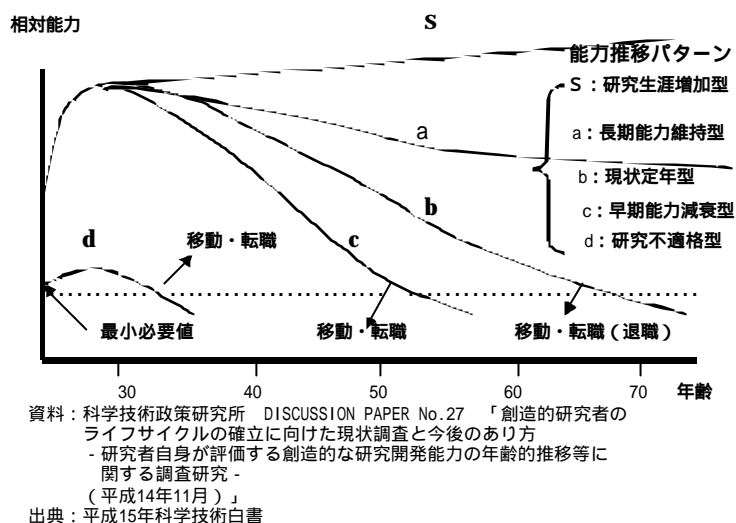 相対能力
S
能力推移パターン
S：研究生涯増加型
a
a：長期能力維持型
b：現状定年型
b
c：早期能力減衰型
d
移動・転職
c
d：研究不適格型
最小必要値
移動・転職
移動・転職（退職）
30 40 50 60 70 年齢
資料：科学技術政策研究所 DISCUSSION PAPER No.27 「創造的研究者の
ライフサイクルの確立に向けた現状調査と今後のあり方
- 研究者自身が評価する創造的な研究開発能力の年齢的推移等に
関する調査研究 -
（平成14年11月）」
出典：平成15年科学技術白書